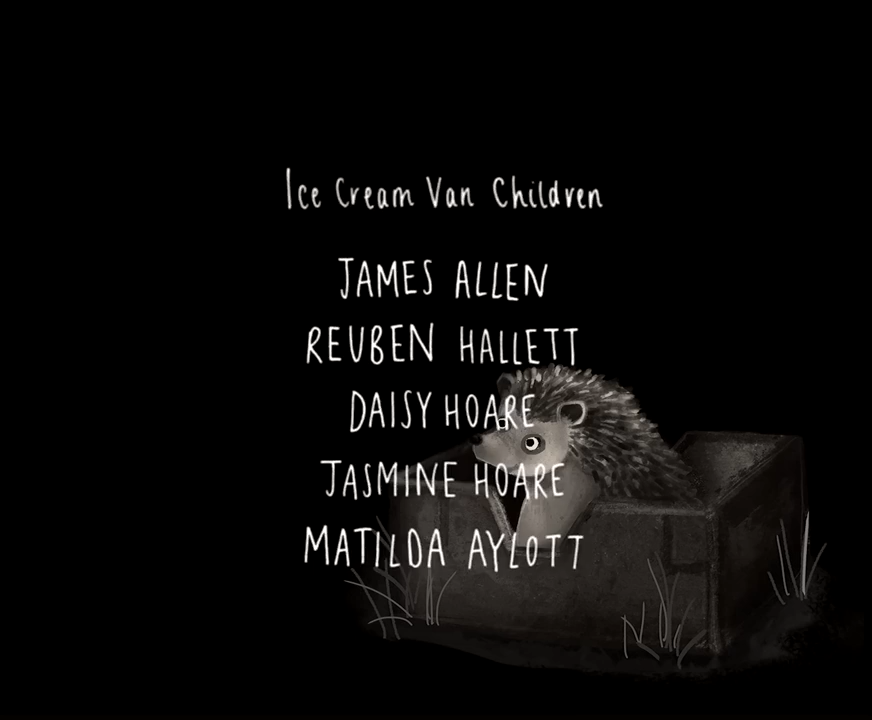 Ice Cream Van Children
JAMES ALLEN
REUBEN HALLETT
DAISY HOARE
JASMINE HOARE
MATILDA AYLOTT